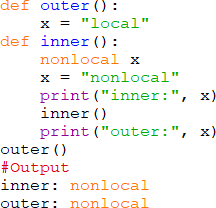 def outer():
    x = "local"
def inner():
    nonlocal x
    x = "nonlocal"
    print("inner:", x)
    inner()
    print("outer:", x)
outer()
#Output
inner: nonlocal
outer: nonlocal